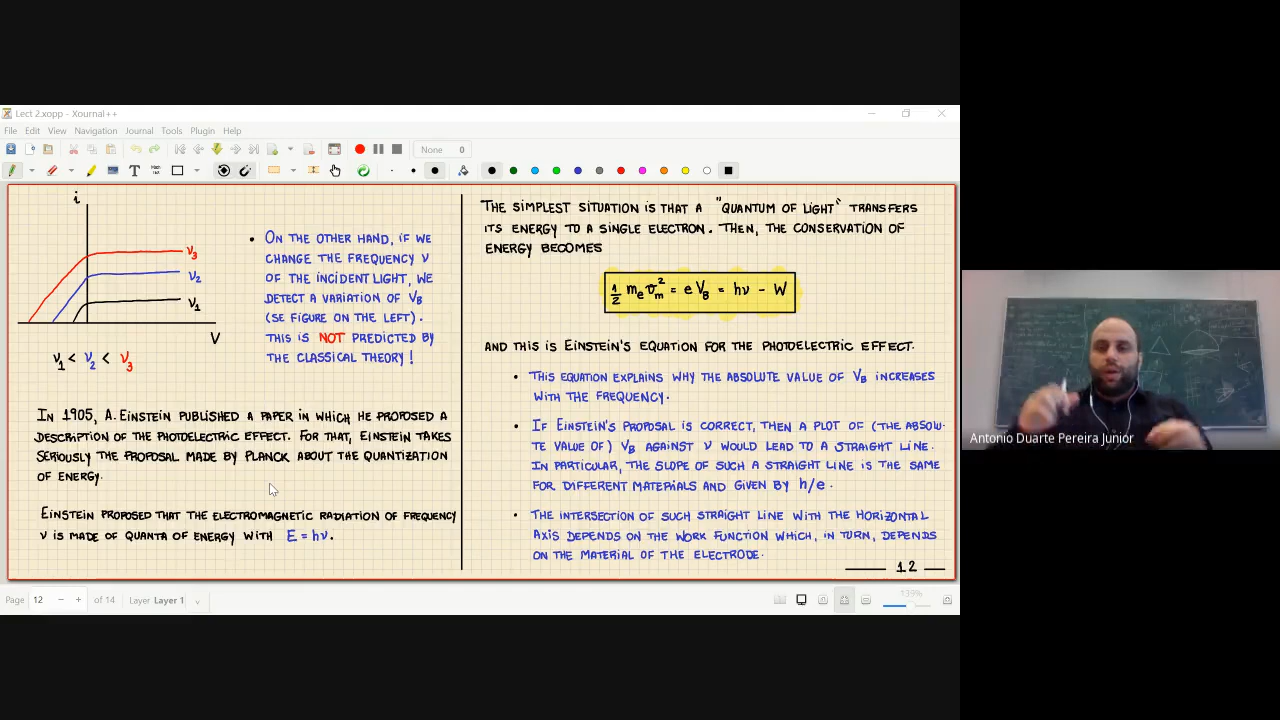 Lect 2.xopp - Xournal++
File Edit View Navigation Journal Tools Plugin Help
None 0
i
ν3
ν2
ν1
V
ν1 < ν2 < ν3
• ON THE OTHER HAND, IF WE
CHANGE THE FREQUENCY ν
OF THE INCIDENT LIGHT, WE
DETECT A VARIATION OF VB
(SE FIGURE ON THE LEFT).
THIS IS NOT PREDICTED BY
THE CLASSICAL THEORY!
IN 1905, A. EINSTEIN PUBLISHED A PAPER IN WHICH HE PROPOSED A
DESCRIPTION OF THE PHOTOELECTRIC EFFECT. FOR THAT, EINSTEIN TAKES
SERIOUSLY THE PROPOSAL MADE BY PLANCK ABOUT THE QUANTIZATION
OF ENERGY.
EINSTEIN PROPOSED THAT THE ELECTROMAGNETIC RADIATION OF FREQUENCY
ν IS MADE OF QUANTA OF ENERGY WITH E = hν.
THE SIMPLEST SITUATION IS THAT A "QUANTUM OF LIGHT" TRANSFERS
ITS ENERGY TO A SINGLE ELECTRON. THEN, THE CONSERVATION OF
ENERGY BECOMES
1/2 me vm² = e VB = hν - W
AND THIS IS EINSTEIN'S EQUATION FOR THE PHOTOELECTRIC EFFECT.
• THIS EQUATION EXPLAINS WHY THE ABSOLUTE VALUE OF VB INCREASES
WITH THE FREQUENCY.
• IF EINSTEIN'S PROPOSAL IS CORRECT, THEN A PLOT OF (THE ABSOLU-
TE VALUE OF) VB AGAINST ν WOULD LEAD TO A STRAIGHT LINE.
IN PARTICULAR, THE SLOPE OF SUCH A STRAIGHT LINE IS THE SAME
FOR DIFFERENT MATERIALS AND GIVEN BY h/e.
• THE INTERSECTION OF SUCH STRAIGHT LINE WITH THE HORIZONTAL
AXIS DEPENDS ON THE WORK FUNCTION WHICH, IN TURN, DEPENDS
ON THE MATERIAL OF THE ELECTRODE.
12
Page 12 of 14 Layer Layer 1
139%
Antonio Duarte Pereira Junior